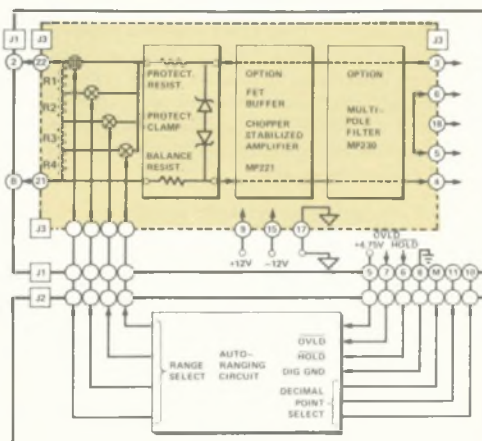 J1
J3
J3
2
22
3
R1
R2
R3
R4
PROTECT.
RESIST.
PROTECT.
CLAMP
BALANCE
RESIST.
OPTION
FET
BUFFER
CHOPPER
STABILIZED
AMPLIFIER
MP221
OPTION
MULTI-
POLE
FILTER
MP230
6
18
5
4
B
21
J3
9
15
17
+12V
−12V
OVLD
+4.75V
HOLD
J1
5
7
6
8
M
11
10
J2
RANGE
SELECT
AUTO-
RANGING
CIRCUIT
OVLD
HOLD
DIG GND
DECIMAL
POINT
SELECT